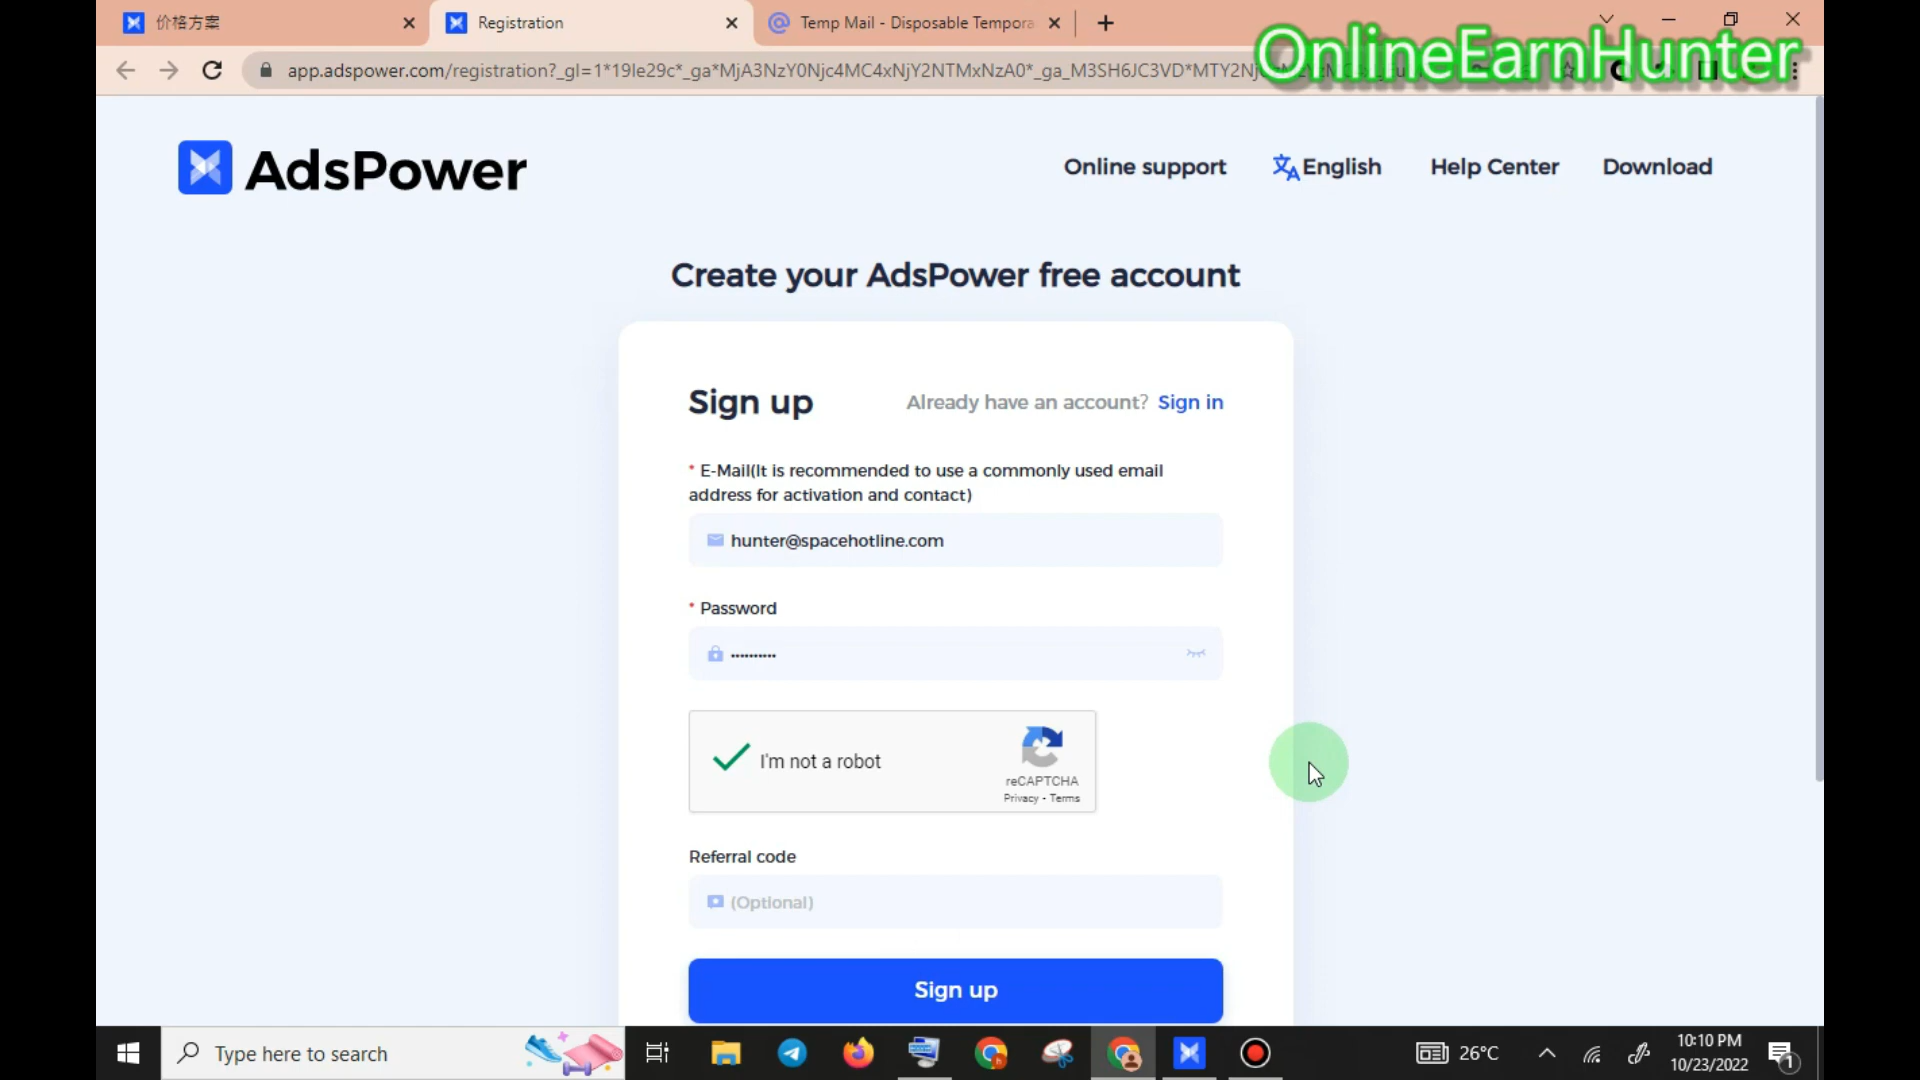 价格方案
Registration
Temp Mail - Disposable Tempora
OnlineEarnHunter
app.adspower.com/registration?_gl=1*19le29c*_ga*MjA3NzY0Njc4MC4xNjY2NTMxNzA0*_ga_M3SH6JC3VD*MTY2Nj
AdsPower
Online support
English
Help Center
Download
Create your AdsPower free account
Sign up
Already have an account? Sign in
* E-Mail(It is recommended to use a commonly used email
address for activation and contact)
hunter@spacehotline.com
* Password
I'm not a robot
reCAPTCHA
Privacy - Terms
Referral code
(Optional)
Sign up
Type here to search
26°C
10:10 PM
10/23/2022
1